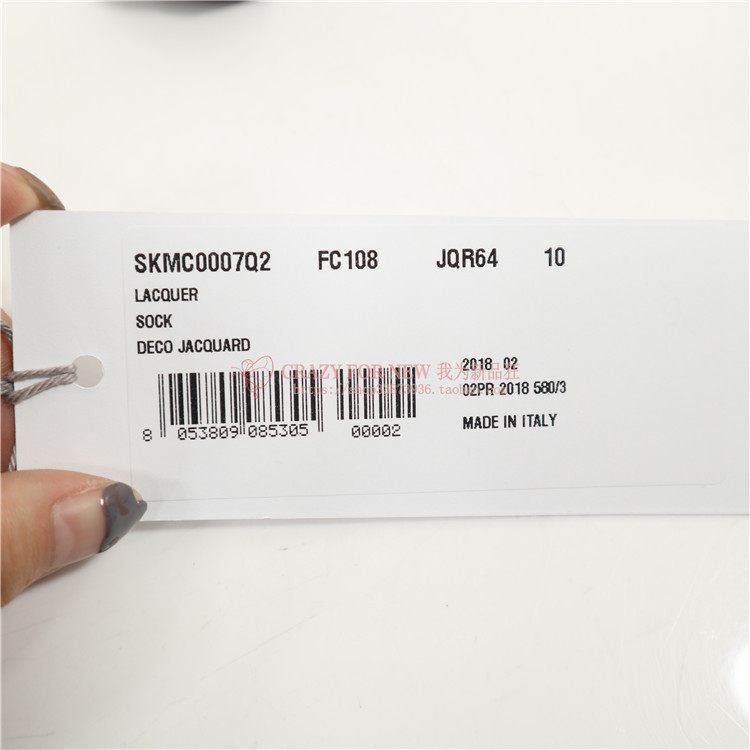 SKMC0007Q2 FC108 JQR64 10
LACQUER
SOCK
DECO JACQUARD
2018 02
CRAZY FOR NEW 我为新品狂
02PR 2018 580/3
MADE IN ITALY
8 053809 085305 00002